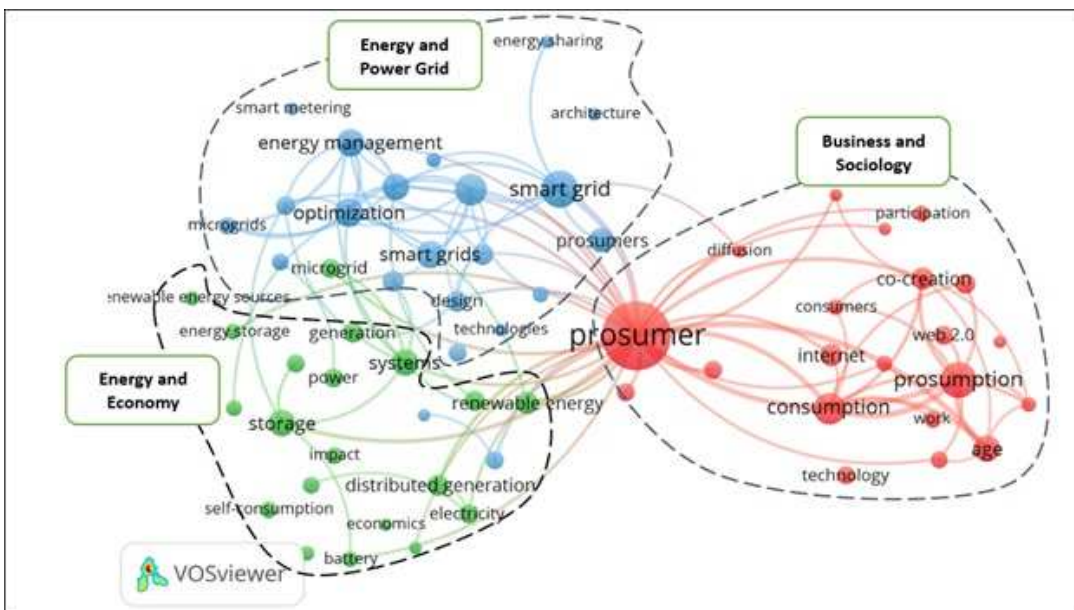 Energy and
Power Grid
energy sharing
smart metering
architecture
energy management
Business and
Sociology
smart grid
optimization
participation
microgrids
prosumers
smart grids
diffusion
microgrid
co-creation
enewable energy sources
design
consumers
energy storage
generation
technologies
prosumer
web 2.0
systems
internet
Energy and
Economy
power
prosumption
renewable energy
consumption
storage
work
impact
age
technology
distributed generation
self-consumption
electricity
economics
battery
VOSviewer